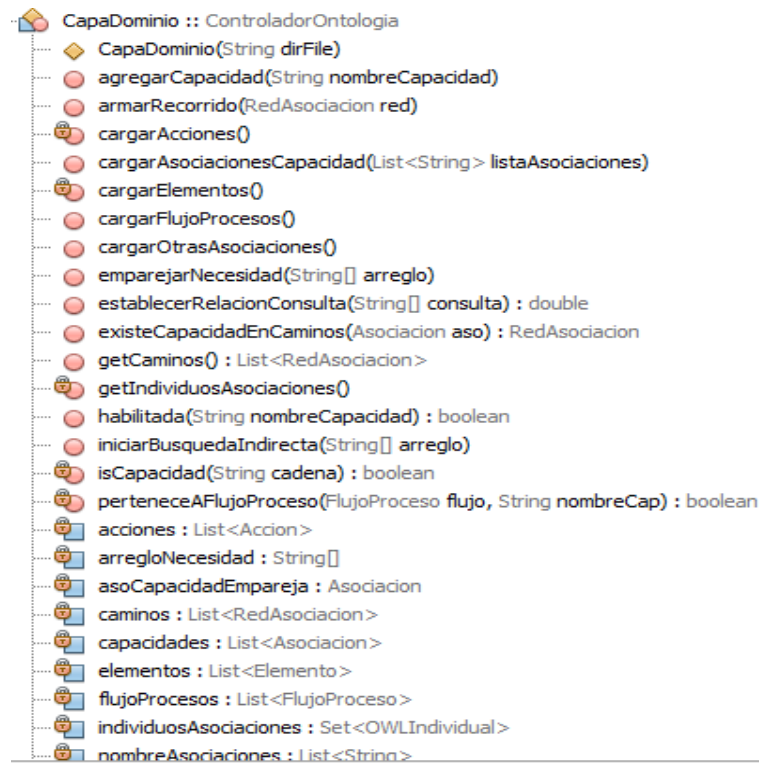 CapaDominio :: ControladorOntologia
CapaDominio(String dirFile)
agregarCapacidad(String nombreCapacidad)
armarRecorrido(RedAsociacion red)
cargarAcciones()
cargarAsociacionesCapacidad(List<String> listaAsociaciones)
cargarElementos()
cargarFlujoProcesos()
cargarOtrasAsociaciones()
emparejarNecesidad(String[] arreglo)
establecerRelacionConsulta(String[] consulta) : double
existeCapacidadEnCaminos(Asociacion aso) : RedAsociacion
getCaminos() : List<RedAsociacion>
getIndividuosAsociaciones()
habilitada(String nombreCapacidad) : boolean
iniciarBusquedaIndirecta(String[] arreglo)
isCapacidad(String cadena) : boolean
perteneceAFlujoProceso(FlujoProceso flujo, String nombreCap) : boolean
acciones : List<Accion>
arregloNecesidad : String[]
asoCapacidadEmpareja : Asociacion
caminos : List<RedAsociacion>
capacidades : List<Asociacion>
elementos : List<Elemento>
flujoProcesos : List<FlujoProceso>
individuosAsociaciones : Set<OWLIndividual>
nombreAsociaciones : List<String>